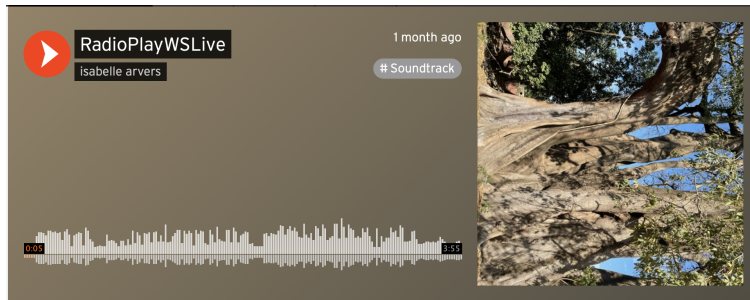 RadioPlayWSLive
isabelle arvers
1 month ago
# Soundtrack
0:05
3:55